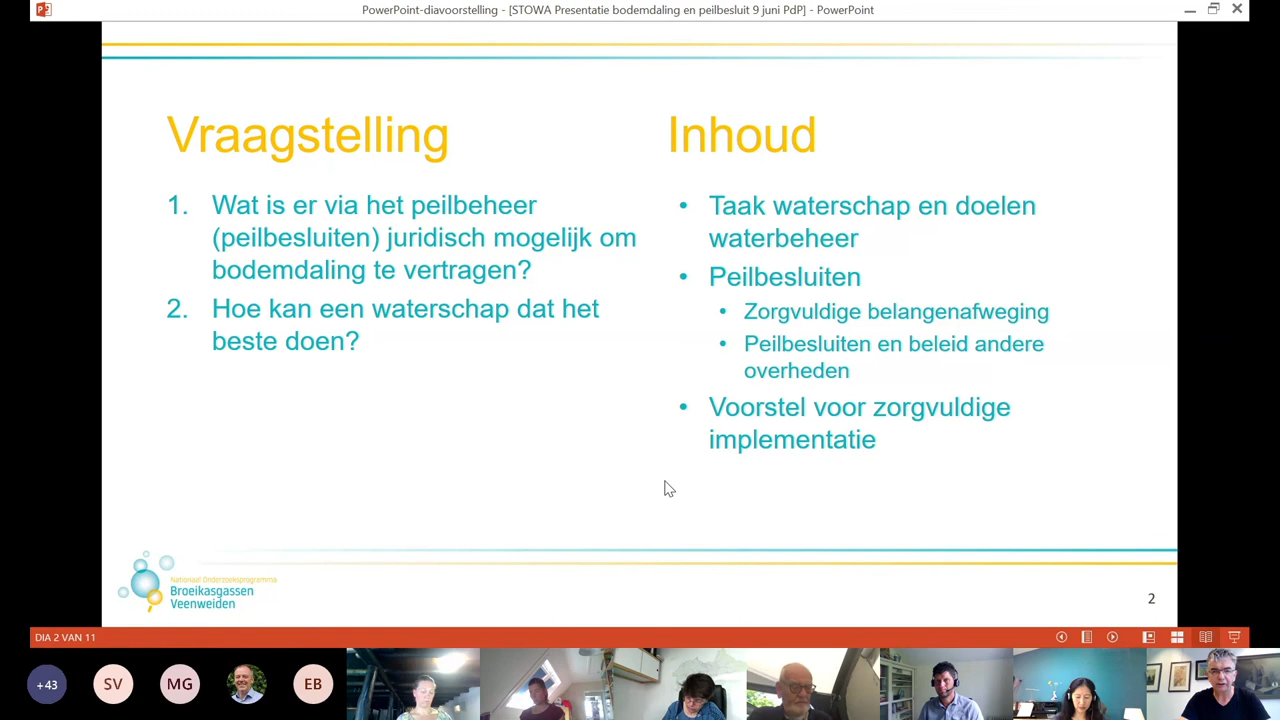 PowerPoint-diavoorstelling - [STOWA Presentatie bodemdaling en peilbesluit 9 juni PdP] - PowerPoint
Vraagstelling
1. Wat is er via het peilbeheer
(peilbesluiten) juridisch mogelijk om
bodemdaling te vertragen?
2. Hoe kan een waterschap dat het
beste doen?
Inhoud
• Taak waterschap en doelen
waterbeheer
• Peilbesluiten
• Zorgvuldige belangenafweging
• Peilbesluiten en beleid andere
overheden
• Voorstel voor zorgvuldige
implementatie
Nationaal Onderzoeksprogramma
Broeikasgassen
Veenweiden
2
DIA 2 VAN 11
+43
SV
MG
EB